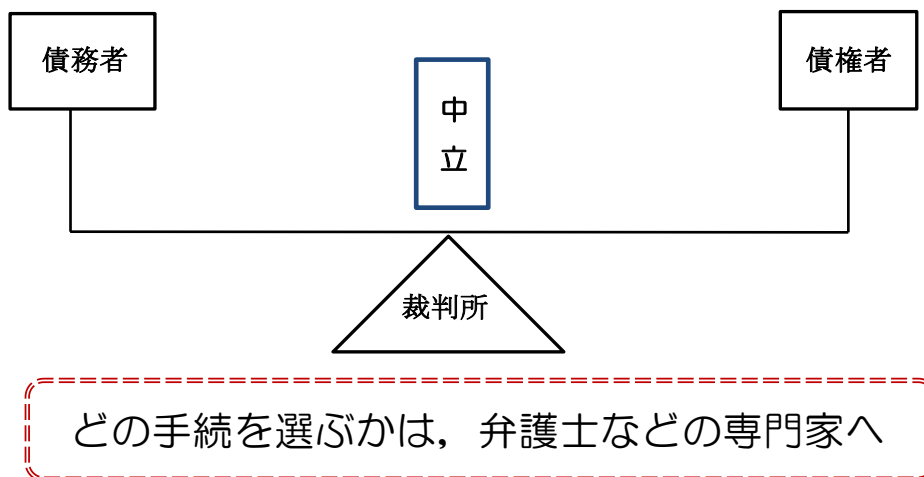 債務者
債権者
中立
裁判所
どの手続を選ぶかは，弁護士などの専門家へ